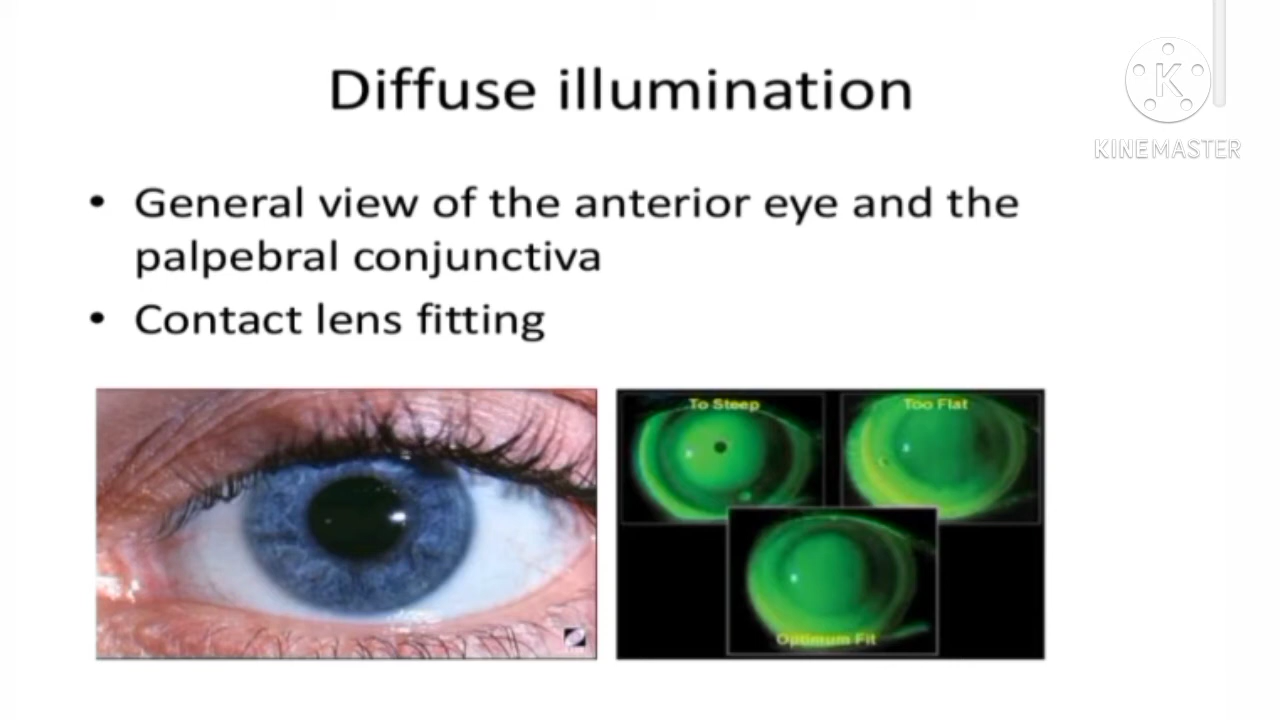 Diffuse illumination
K
KINEMASTER
• General view of the anterior eye and the
palpebral conjunctiva
• Contact lens fitting
To Steep
Too Flat
Optimum Fit